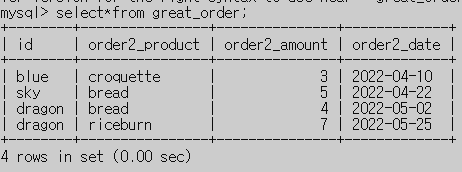 mysql> select*from great_order;
+--------+----------------+---------------+-------------+
| id     | order2_product | order2_amount | order2_date |
+--------+----------------+---------------+-------------+
| blue   | croquette      |             3 | 2022-04-10  |
| sky    | bread          |             5 | 2022-04-22  |
| dragon | bread          |             4 | 2022-05-02  |
| dragon | riceburn       |             7 | 2022-05-25  |
+--------+----------------+---------------+-------------+
4 rows in set (0.00 sec)